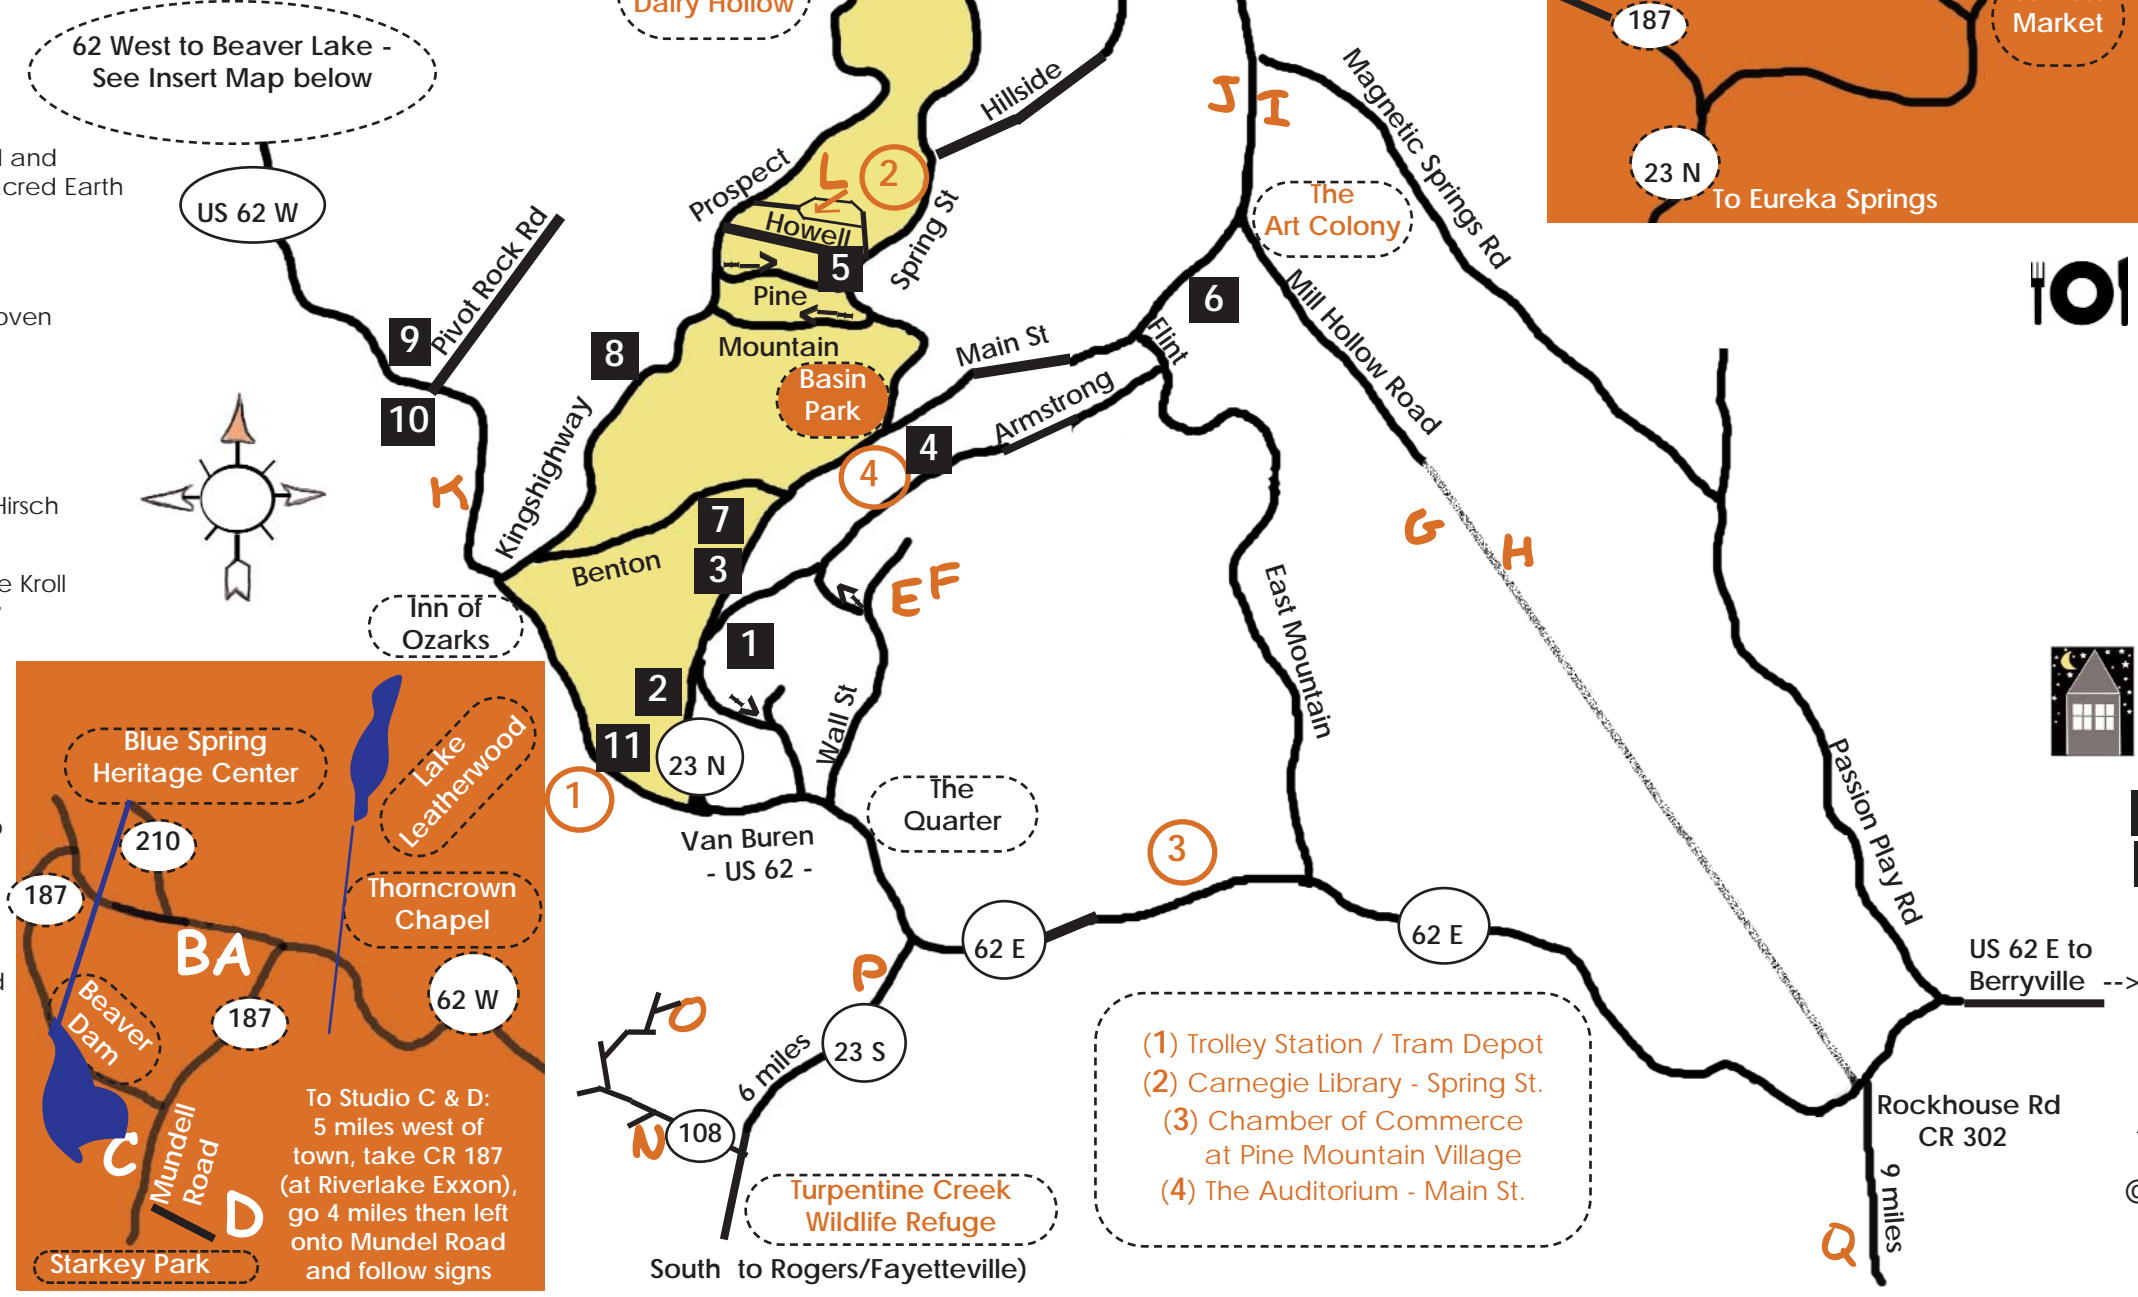 Dairy Hollow
62 West to Beaver Lake -
See Insert Map below
US 62 W
l and
acred Earth
oven
Hirsch
e Kroll
Pivot Rock Rd
9
10
K
8
Kingshighway
Inn of
Ozarks
Prospect
L
2
Howell
5
Pine
Mountain
Spring St
Hillside
Basin
Park
Main St
Armstrong
Flint
4
4
6
7
3
Benton
1
2
11
1
23 N
E F
Wall St
Van Buren
- US 62 -
The
Quarter
J I
The
Art Colony
Magnetic Springs Rd
Mill Hollow Road
G H
East Mountain
Passion Play Rd
3
62 E
62 E
US 62 E to
Berryville -->
Rockhouse Rd
CR 302
9 miles
Q
P
23 S
6 miles
O
N
108
Turpentine Creek
Wildlife Refuge
South to Rogers/Fayetteville)
(1) Trolley Station / Tram Depot
(2) Carnegie Library - Spring St.
(3) Chamber of Commerce
at Pine Mountain Village
(4) The Auditorium - Main St.
187
Market
23 N
To Eureka Springs
Blue Spring
Heritage Center
Lake
Leatherwood
210
187
Thorncrown
Chapel
B A
62 W
187
Beaver
Dam
C
Mundell
Road
D
Starkey Park
To Studio C & D:
5 miles west of
town, take CR 187
(at Riverlake Exxon),
go 4 miles then left
onto Mundel Road
and follow signs